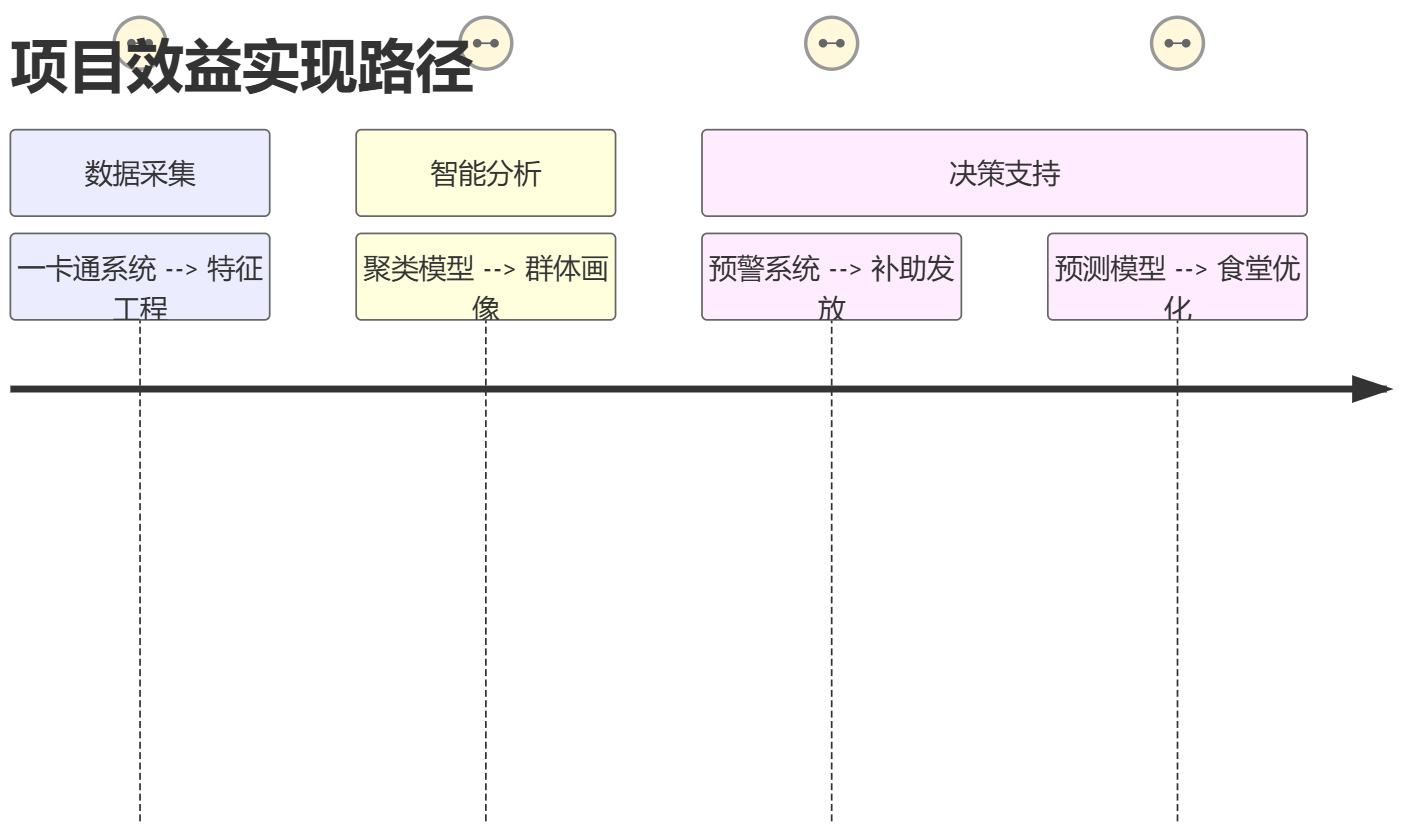 项目效益实现路径
数据采集
智能分析
决策支持
一卡通系统 --> 特征
工程
聚类模型 --> 群体画
像
预警系统 --> 补助发
放
预测模型 --> 食堂优
化